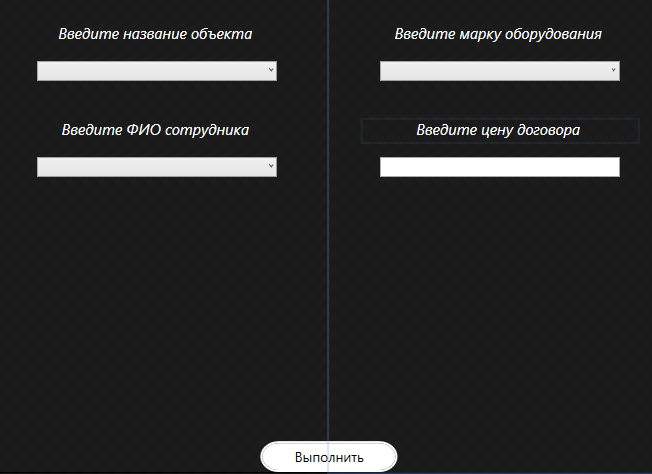 Введите название объекта
Введите марку оборудования
Введите ФИО сотрудника
Введите цену договора
Выполнить